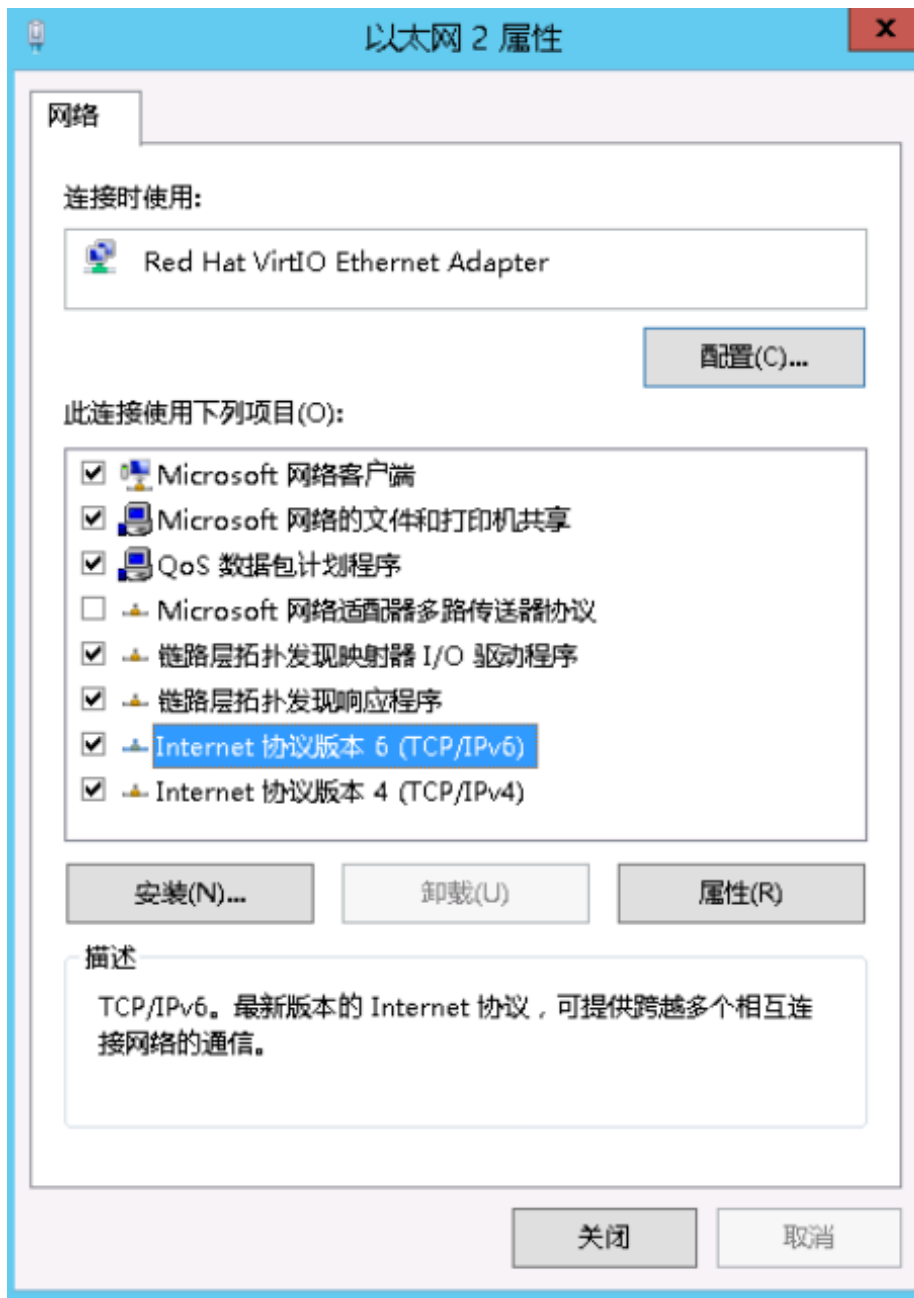 以太网 2 属性
网络
连接时使用:
Red Hat VirtIO Ethernet Adapter
配置(C)...
此连接使用下列项目(O):
Microsoft 网络客户端
Microsoft 网络的文件和打印机共享
QoS 数据包计划程序
Microsoft 网络适配器多路传送器协议
链路层拓扑发现映射器 I/O 驱动程序
链路层拓扑发现响应程序
Internet 协议版本 6 (TCP/IPv6)
Internet 协议版本 4 (TCP/IPv4)
安装(N)... 卸载(U) 属性(R)
描述
TCP/IPv6。最新版本的 Internet 协议，可提供跨越多个相互连
接网络的通信。
关闭 取消